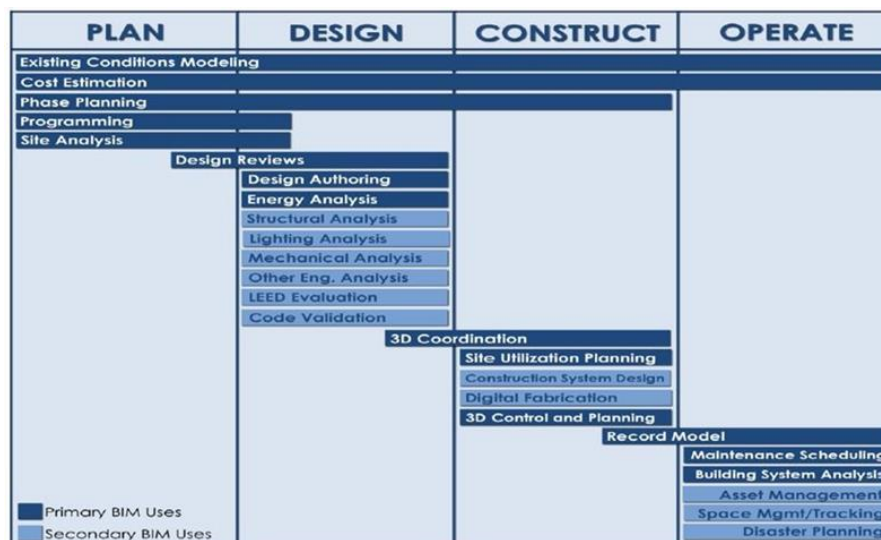 PLAN DESIGN CONSTRUCT OPERATE
Existing Conditions Modeling
Cost Estimation
Phase Planning
Programming
Site Analysis
Design Reviews
Design Authoring
Energy Analysis
Structural Analysis
Lighting Analysis
Mechanical Analysis
Other Eng. Analysis
LEED Evaluation
Code Validation
3D Coordination
Site Utilization Planning
Construction System Design
Digital Fabrication
3D Control and Planning
Record Model
Maintenance Scheduling
Building System Analysis
Asset Management
Space Mgmt/Tracking
Disaster Planning
Primary BIM Uses
Secondary BIM Uses